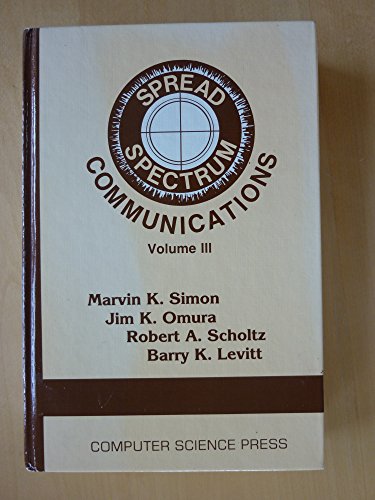 SPREAD
SPECTRUM
COMMUNICATIONS
Volume III
Marvin K. Simon
Jim K. Omura
Robert A. Scholtz
Barry K. Levitt
COMPUTER SCIENCE PRESS